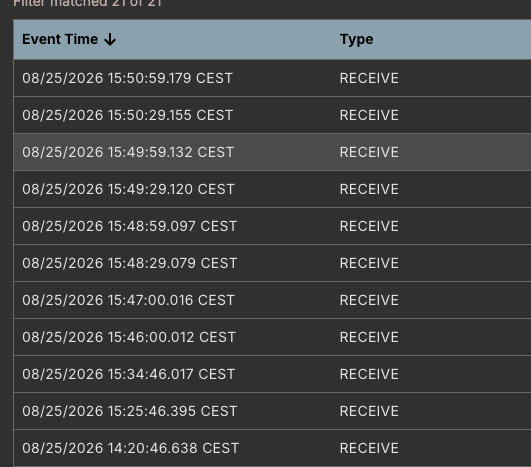 Filter matched 21 of 21
Event Time ↓ Type
08/25/2026 15:50:59.179 CEST RECEIVE
08/25/2026 15:50:29.155 CEST RECEIVE
08/25/2026 15:49:59.132 CEST RECEIVE
08/25/2026 15:49:29.120 CEST RECEIVE
08/25/2026 15:48:59.097 CEST RECEIVE
08/25/2026 15:48:29.079 CEST RECEIVE
08/25/2026 15:47:00.016 CEST RECEIVE
08/25/2026 15:46:00.012 CEST RECEIVE
08/25/2026 15:34:46.017 CEST RECEIVE
08/25/2026 15:25:46.395 CEST RECEIVE
08/25/2026 14:20:46.638 CEST RECEIVE